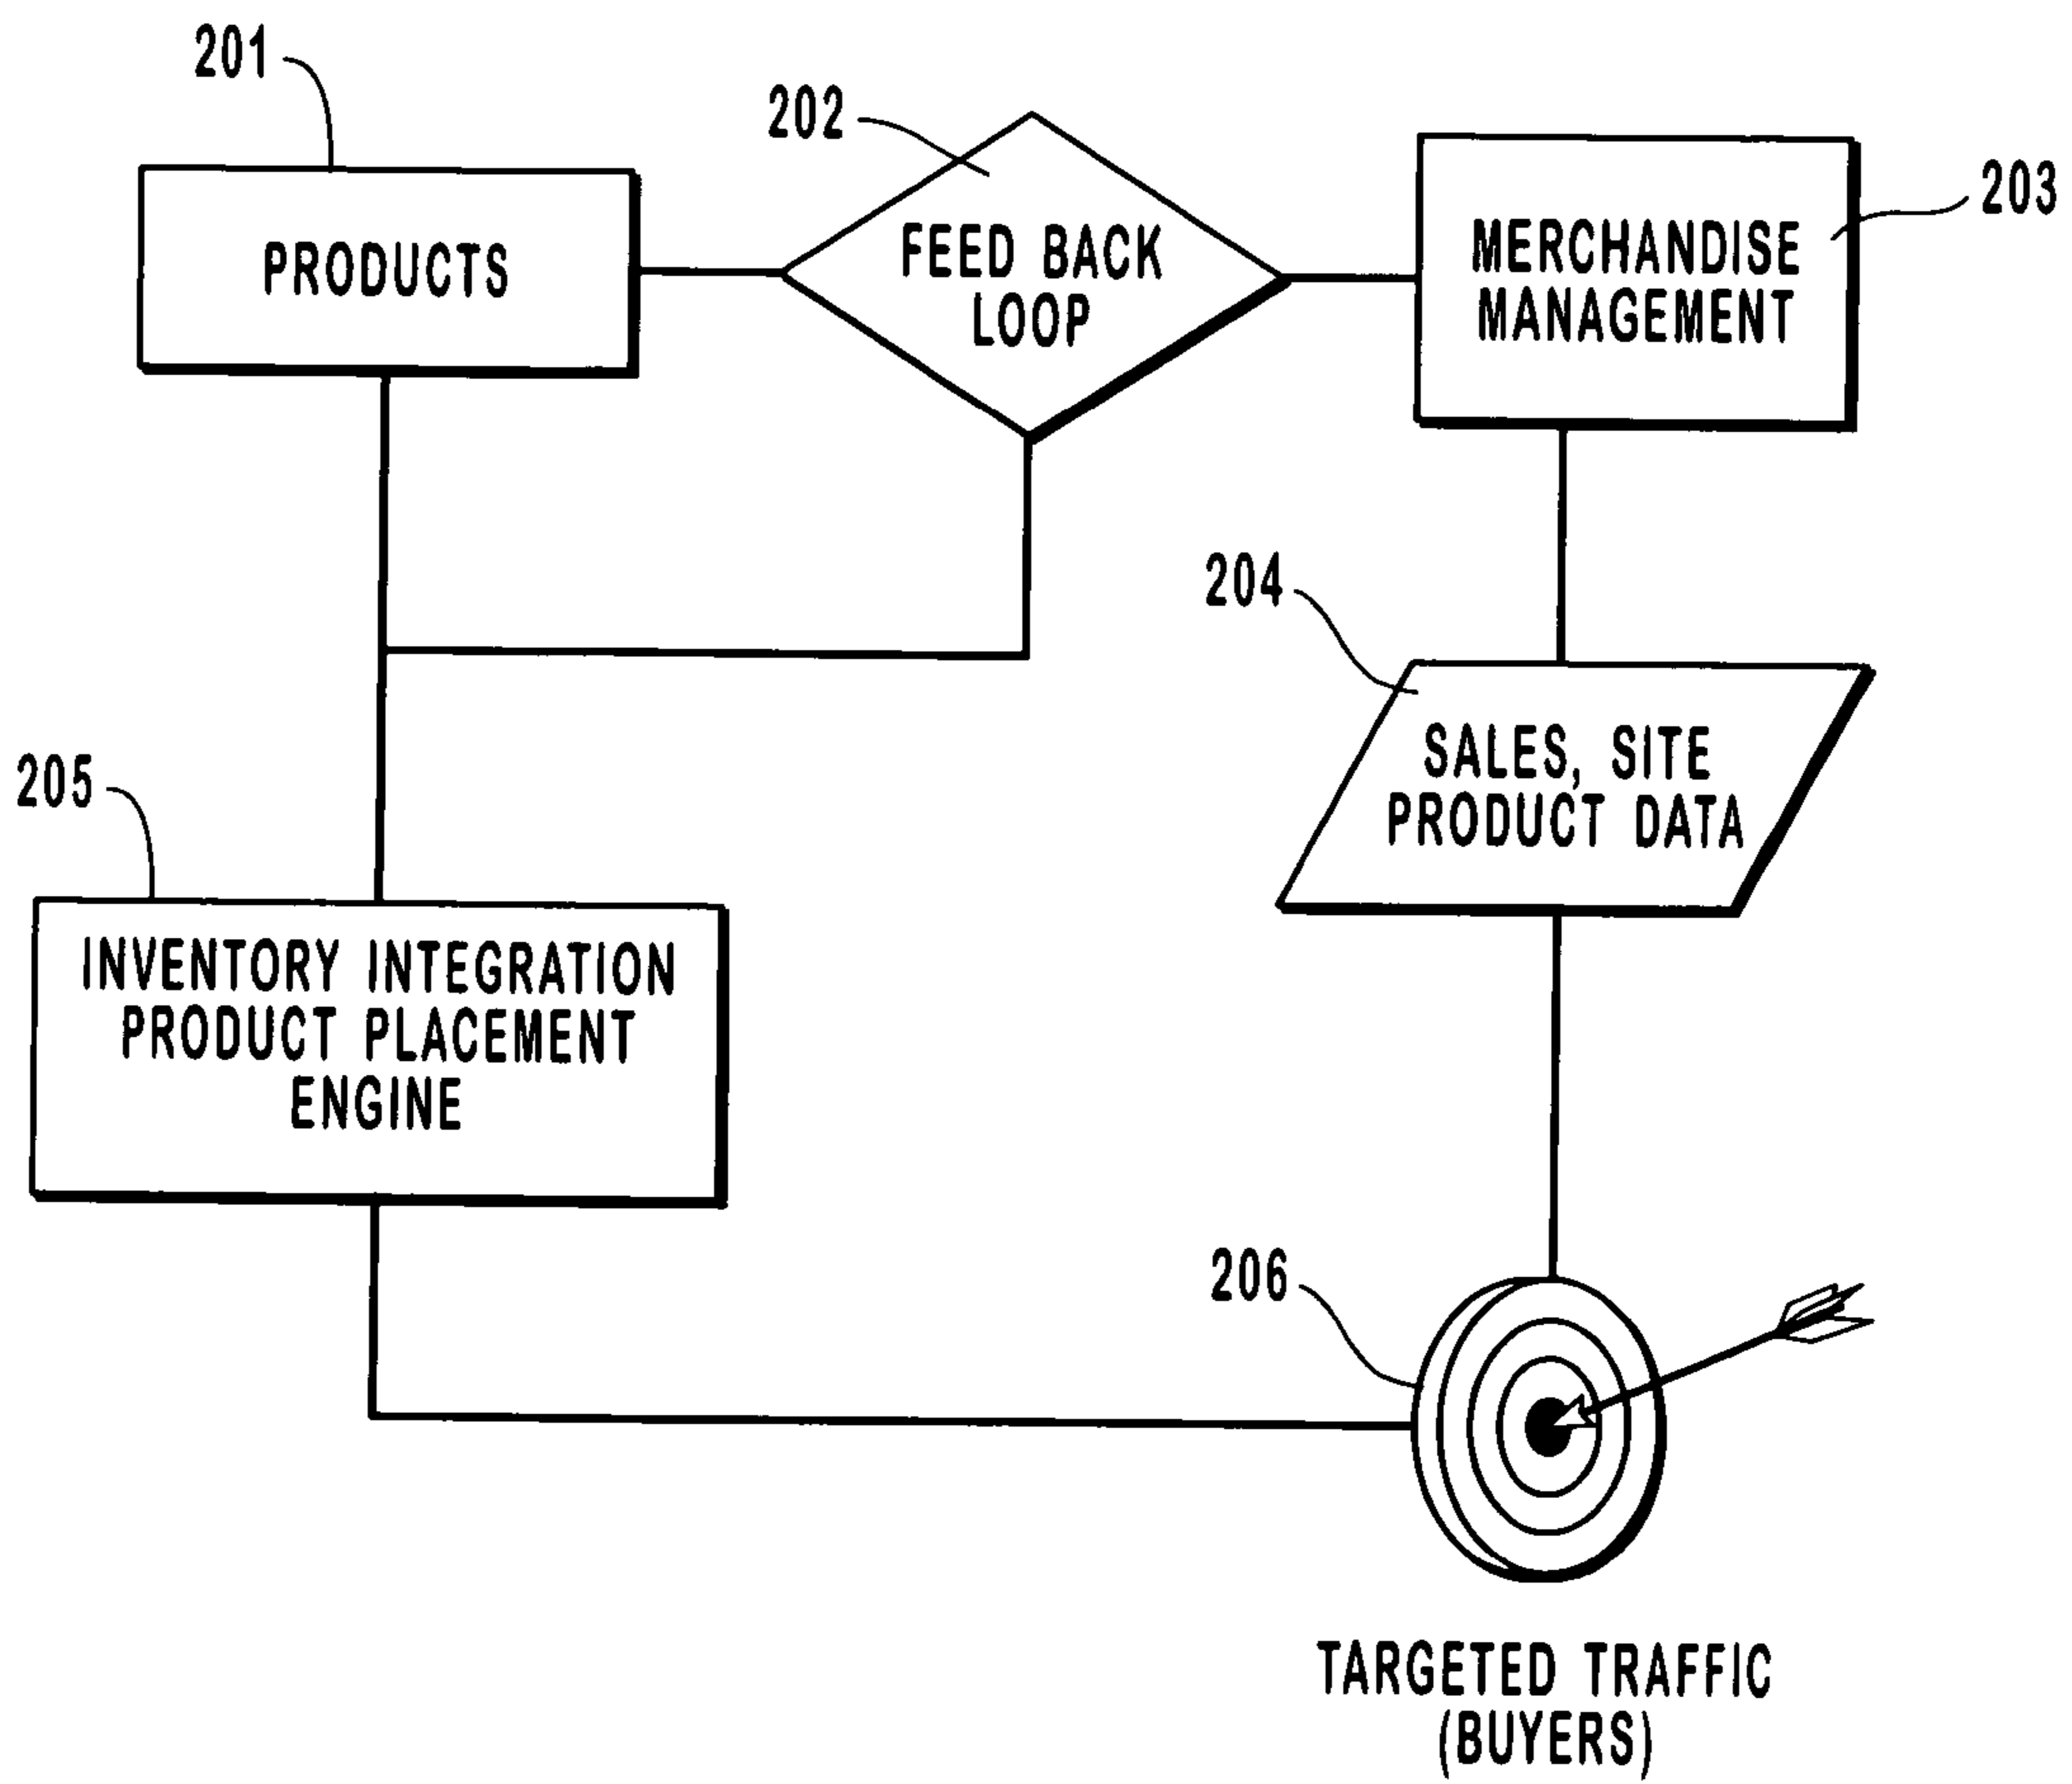 201
PRODUCTS
202
FEED BACK
LOOP
203
MERCHANDISE
MANAGEMENT
204
SALES, SITE
PRODUCT DATA
205
INVENTORY INTEGRATION
PRODUCT PLACEMENT
ENGINE
206
TARGETED TRAFFIC
(BUYERS)